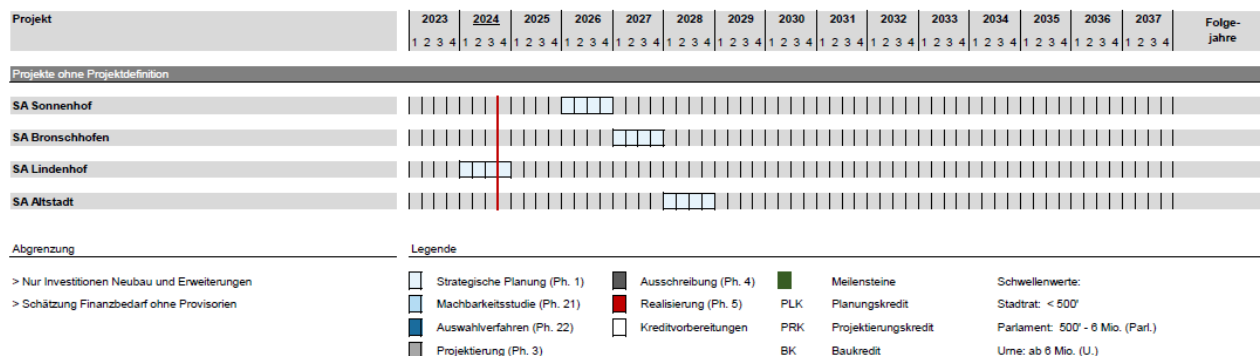 Projekt 2023 2024 2025 2026 2027 2028 2029 2030 2031 2032 2033 2034 2035 2036 2037 Folge-
1 2 3 4 1 2 3 4 1 2 3 4 1 2 3 4 1 2 3 4 1 2 3 4 1 2 3 4 1 2 3 4 1 2 3 4 1 2 3 4 1 2 3 4 1 2 3 4 1 2 3 4 1 2 3 4 1 2 3 4 jahre
Projekte ohne Projektdefinition
SA Sonnenhof
SA Bronschhofen
SA Lindenhof
SA Altstadt
Abgrenzung
> Nur Investitionen Neubau und Erweiterungen
> Schätzung Finanzbedarf ohne Provisorien
Legende
Strategische Planung (Ph. 1) Ausschreibung (Ph. 4) Meilensteine Schwellenwerte:
Machbarkeitsstudie (Ph. 21) Realisierung (Ph. 5) PLK Planungskredit Stadtrat: < 500'
Auswahlverfahren (Ph. 22) Kreditvorbereitungen PRK Projektierungskredit Parlament: 500' - 6 Mio. (Parl.)
Projektierung (Ph. 3) BK Baukredit Urne: ab 6 Mio. (U.)